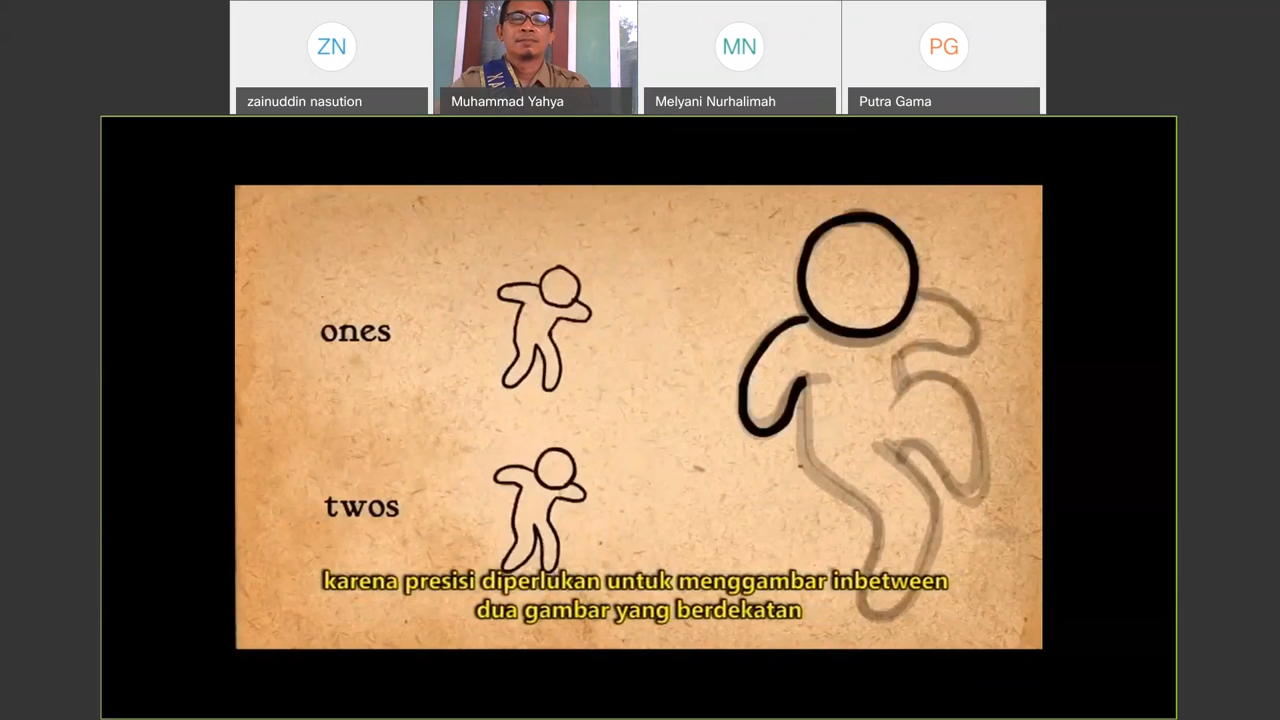 ZN
MN
PG
zainuddin nasution
Muhammad Yahya
Melyani Nurhalimah
Putra Gama
ones
twos
karena presisi diperlukan untuk menggambar inbetween
dua gambar yang berdekatan